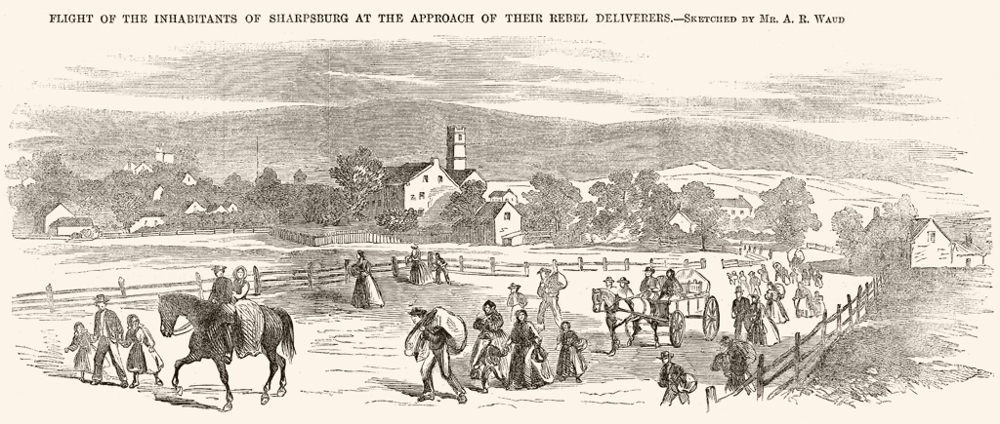 FLIGHT OF THE INHABITANTS OF SHARPSBURG AT THE APPROACH OF THEIR REBEL DELIVERERS.—SKETCHED BY MR. A. R. WAUD